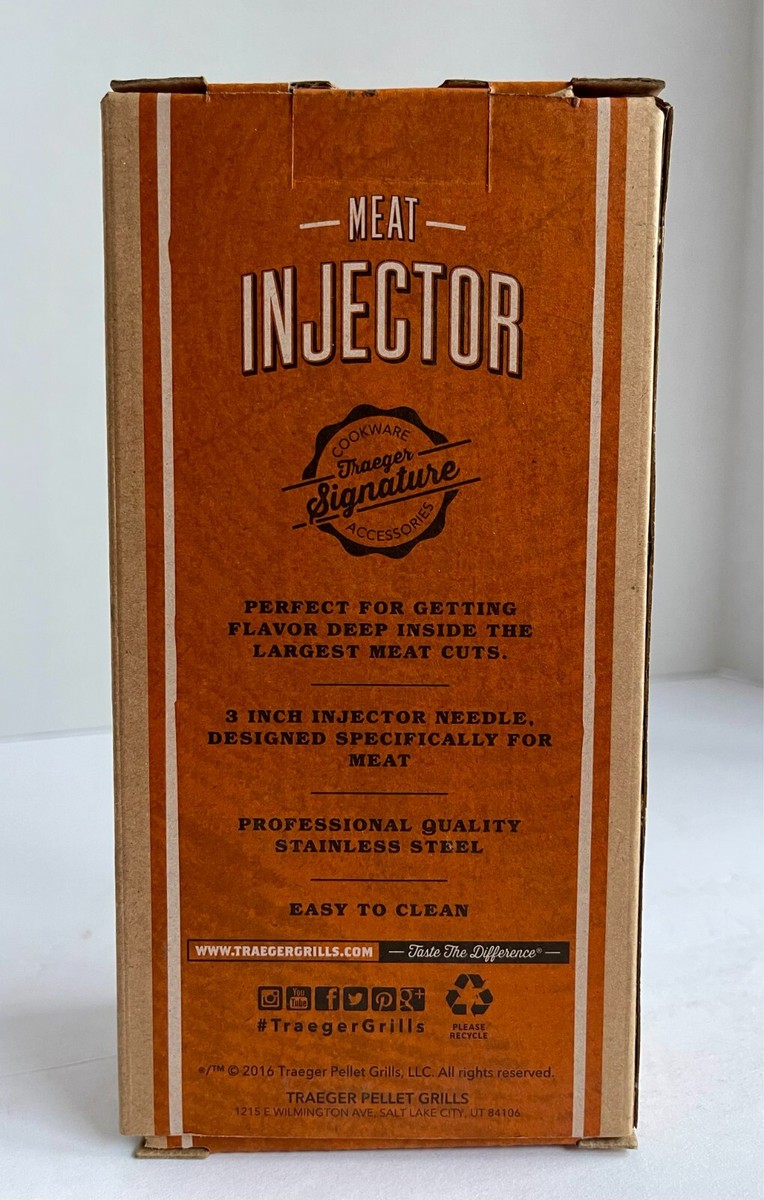 MEAT
INJECTOR
COOKWARE
Traeger
Signature
ACCESSORIES
PERFECT FOR GETTING
FLAVOR DEEP INSIDE THE
LARGEST MEAT CUTS.
3 INCH INJECTOR NEEDLE,
DESIGNED SPECIFICALLY FOR
MEAT
PROFESSIONAL QUALITY
STAINLESS STEEL
EASY TO CLEAN
WWW.TRAEGERGRILLS.COM — Taste The Difference® —
You
Tube f P g+
#TraegerGrills
PLEASE
RECYCLE
®/™ © 2016 Traeger Pellet Grills, LLC. All rights reserved.
TRAEGER PELLET GRILLS
1215 E WILMINGTON AVE, SALT LAKE CITY, UT 84106